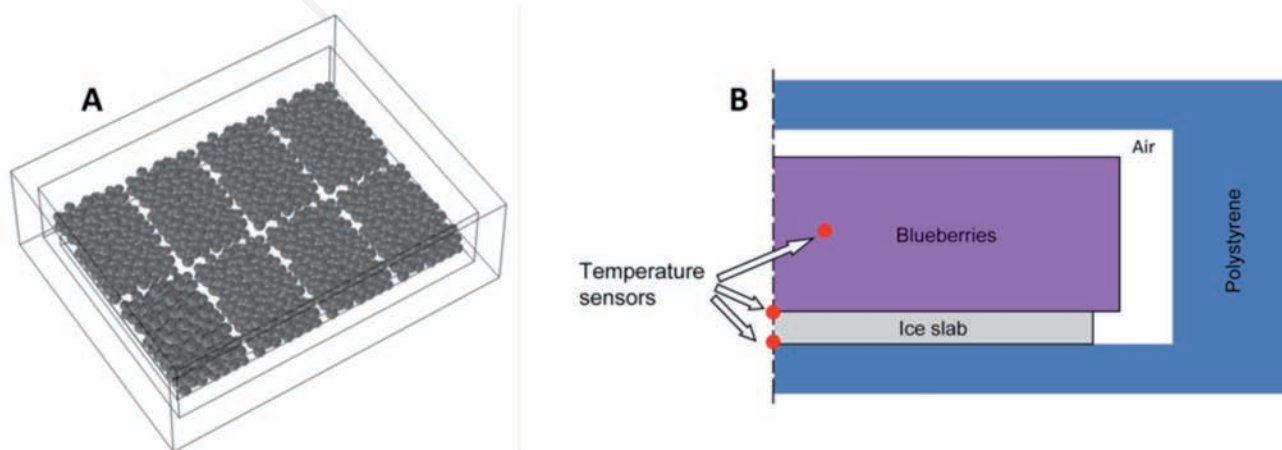 A
B
Air
Blueberries
Polystyrene
Temperature
sensors
Ice slab